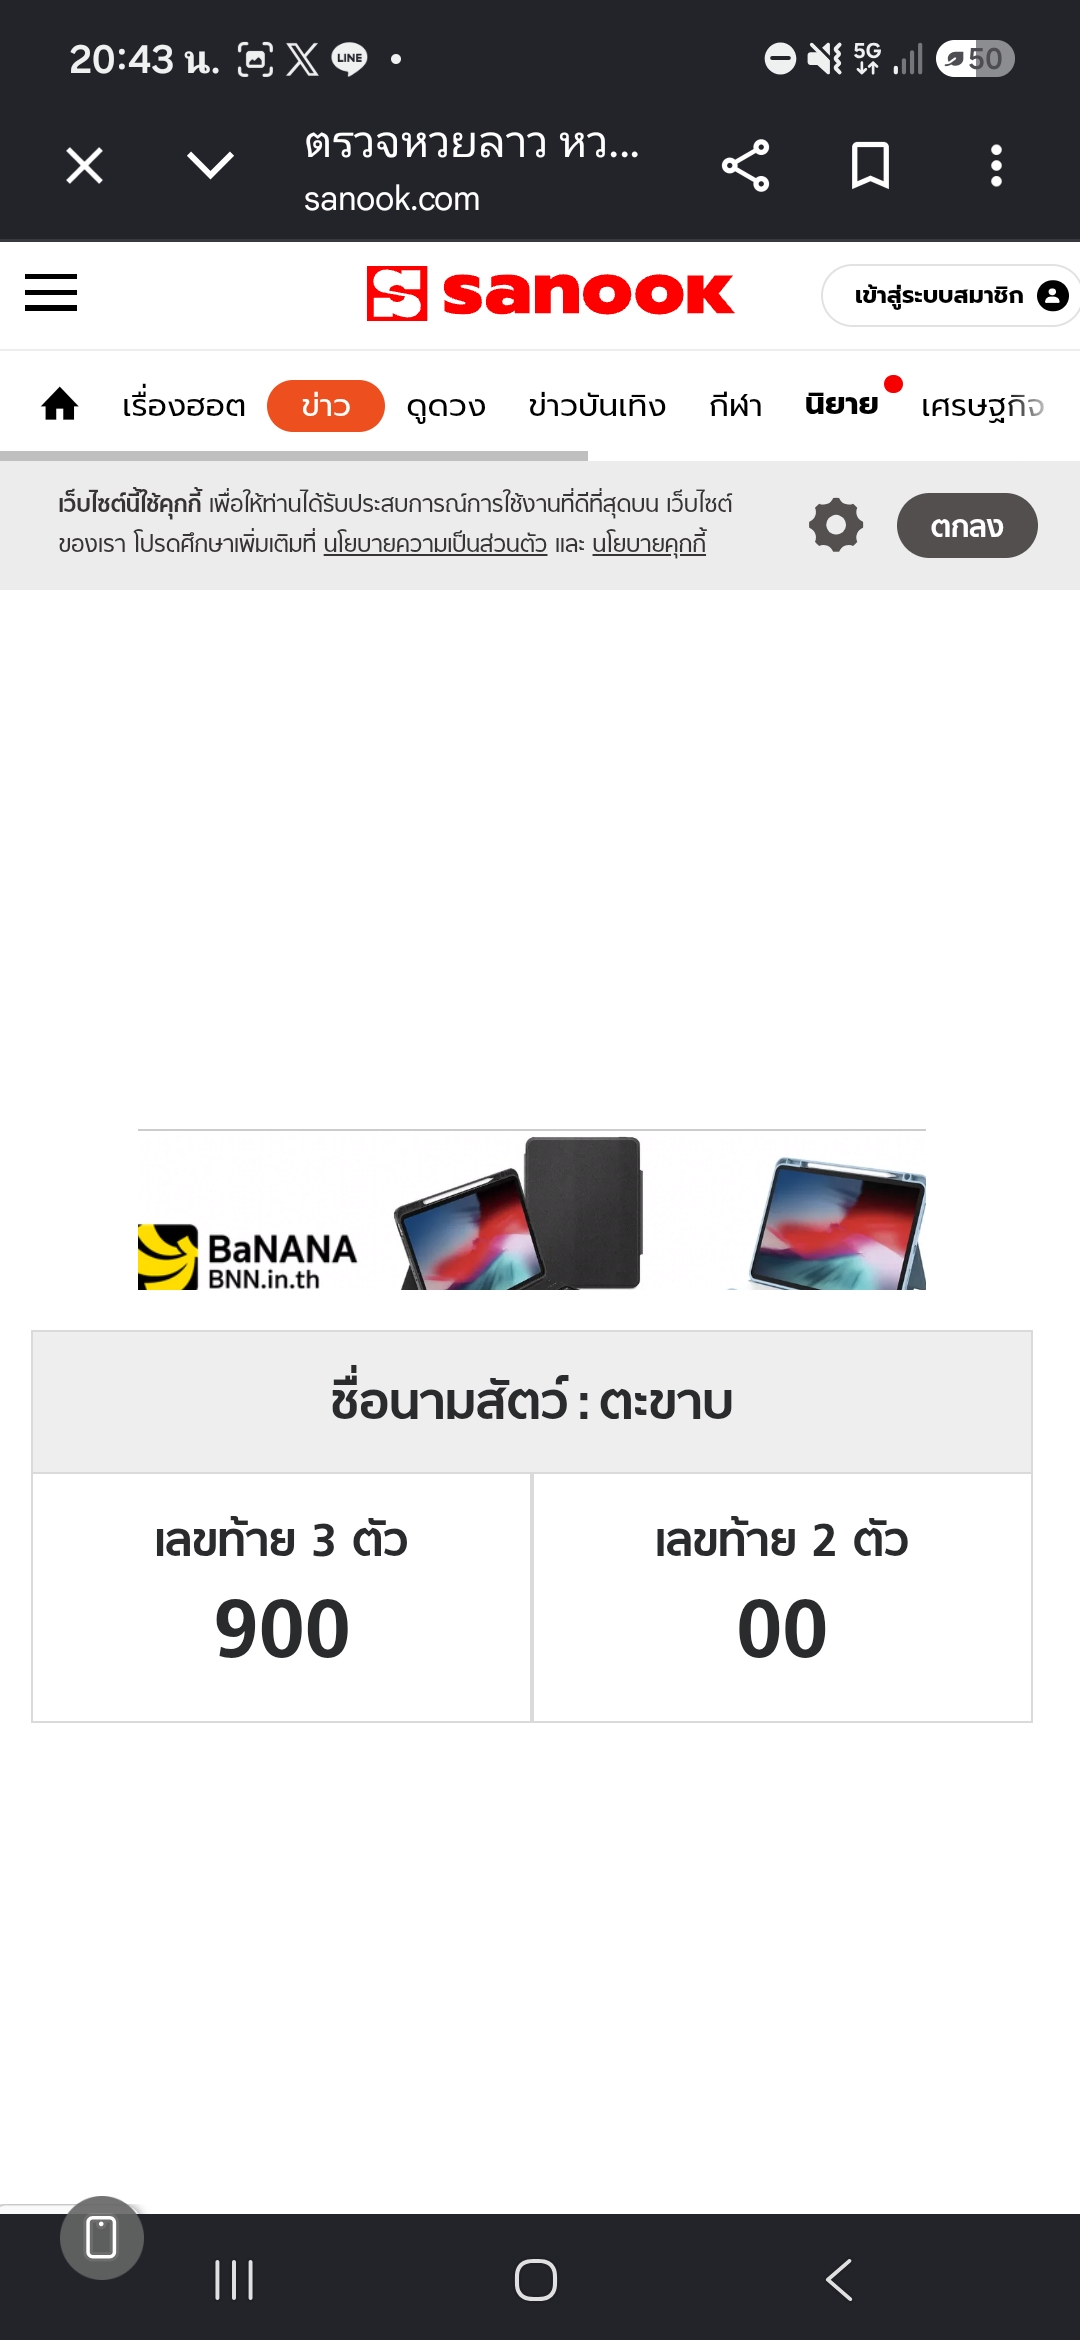 20:43 น. LINE 5G 50
ตรวจหวยลาว หว...
sanook.com
S sanook เข้าสู่ระบบสมาชิก
เรื่องฮอต ข่าว ดูดวง ข่าวบันเทิง กีฬา นิยาย เศรษฐกิจ
เว็บไซต์นี้ใช้คุกกี้ เพื่อให้ท่านได้รับประสบการณ์การใช้งานที่ดีที่สุดบน เว็บไซต์
ของเรา โปรดศึกษาเพิ่มเติมที่ นโยบายความเป็นส่วนตัว และ นโยบายคุกกี้
ตกลง
BaNANA
BNN.in.th
ชื่อนามสัตว์ : ตะขาบ
เลขท้าย 3 ตัว
900
เลขท้าย 2 ตัว
00